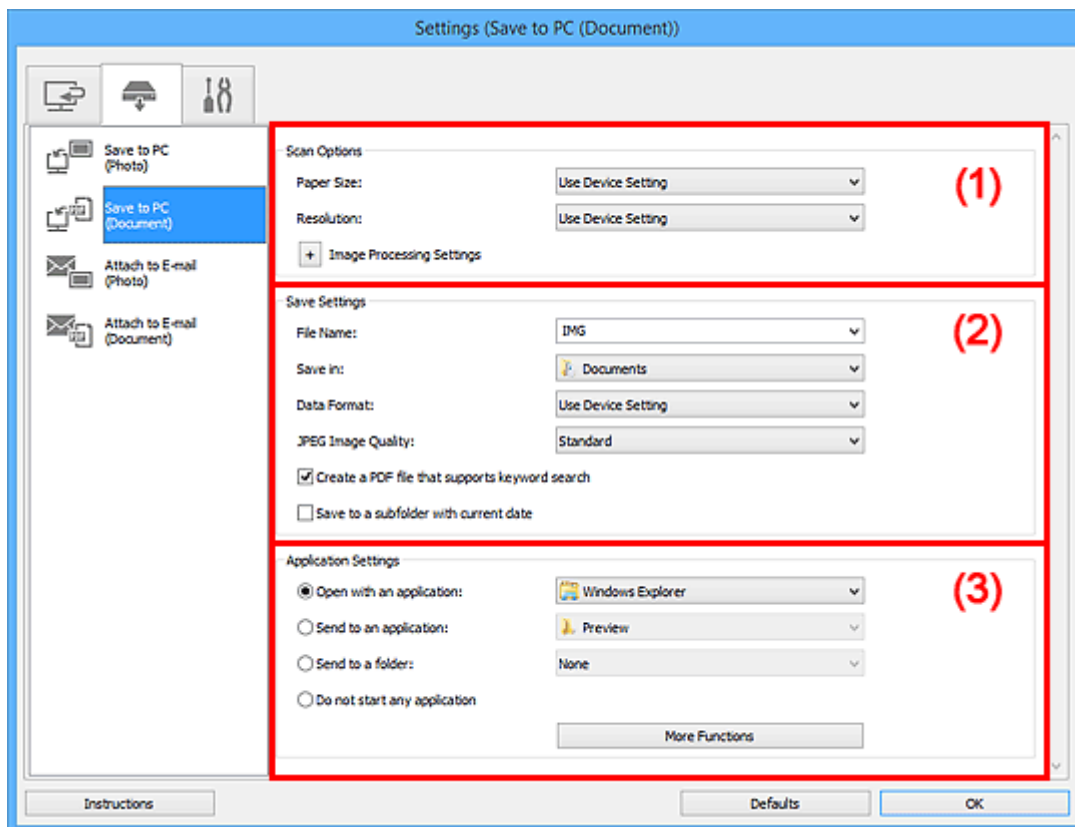 Settings (Save to PC (Document))
Save to PC
(Photo)
Save to PC
(Document)
Attach to E-mail
(Photo)
Attach to E-mail
(Document)
Scan Options
(1)
Paper Size: Use Device Setting
Resolution: Use Device Setting
+ Image Processing Settings
Save Settings
(2)
File Name: IMG
Save in: Documents
Data Format: Use Device Setting
JPEG Image Quality: Standard
Create a PDF file that supports keyword search
Save to a subfolder with current date
Application Settings
(3)
Open with an application: Windows Explorer
Send to an application: Preview
Send to a folder: None
Do not start any application
More Functions
Instructions Defaults OK